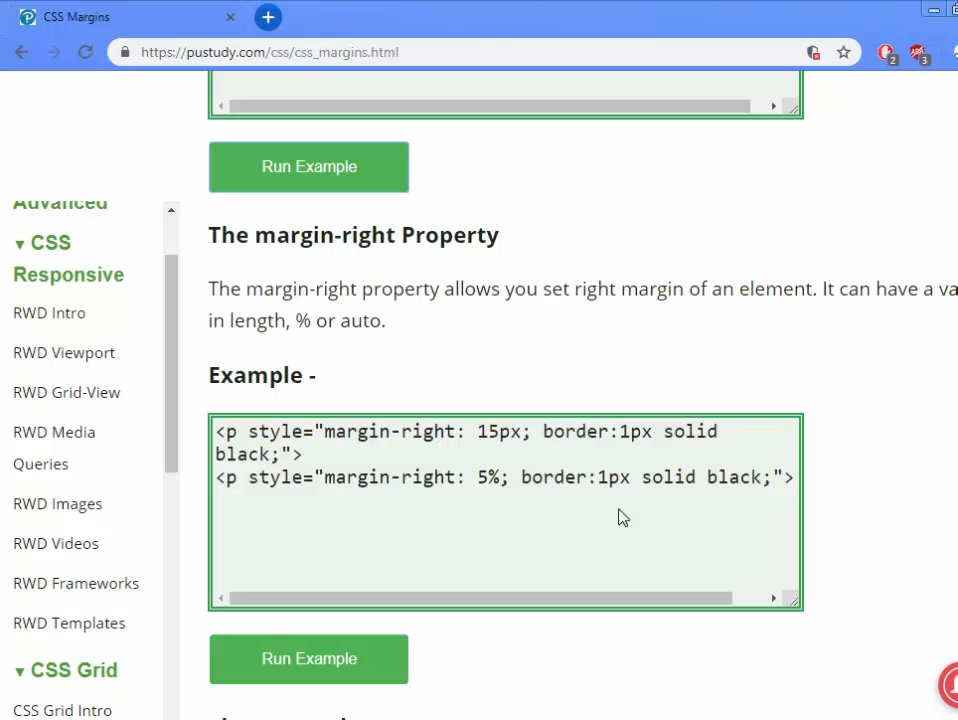 CSS Margins
https://pustudy.com/css/css_margins.html
2
3
Run Example
Advanced
▼ CSS
Responsive
RWD Intro
RWD Viewport
RWD Grid-View
RWD Media
Queries
RWD Images
RWD Videos
RWD Frameworks
RWD Templates
▼ CSS Grid
CSS Grid Intro
The margin-right Property
The margin-right property allows you set right margin of an element. It can have a va
in length, % or auto.
Example -
<p style="margin-right: 15px; border:1px solid
black;">
<p style="margin-right: 5%; border:1px solid black;">
Run Example